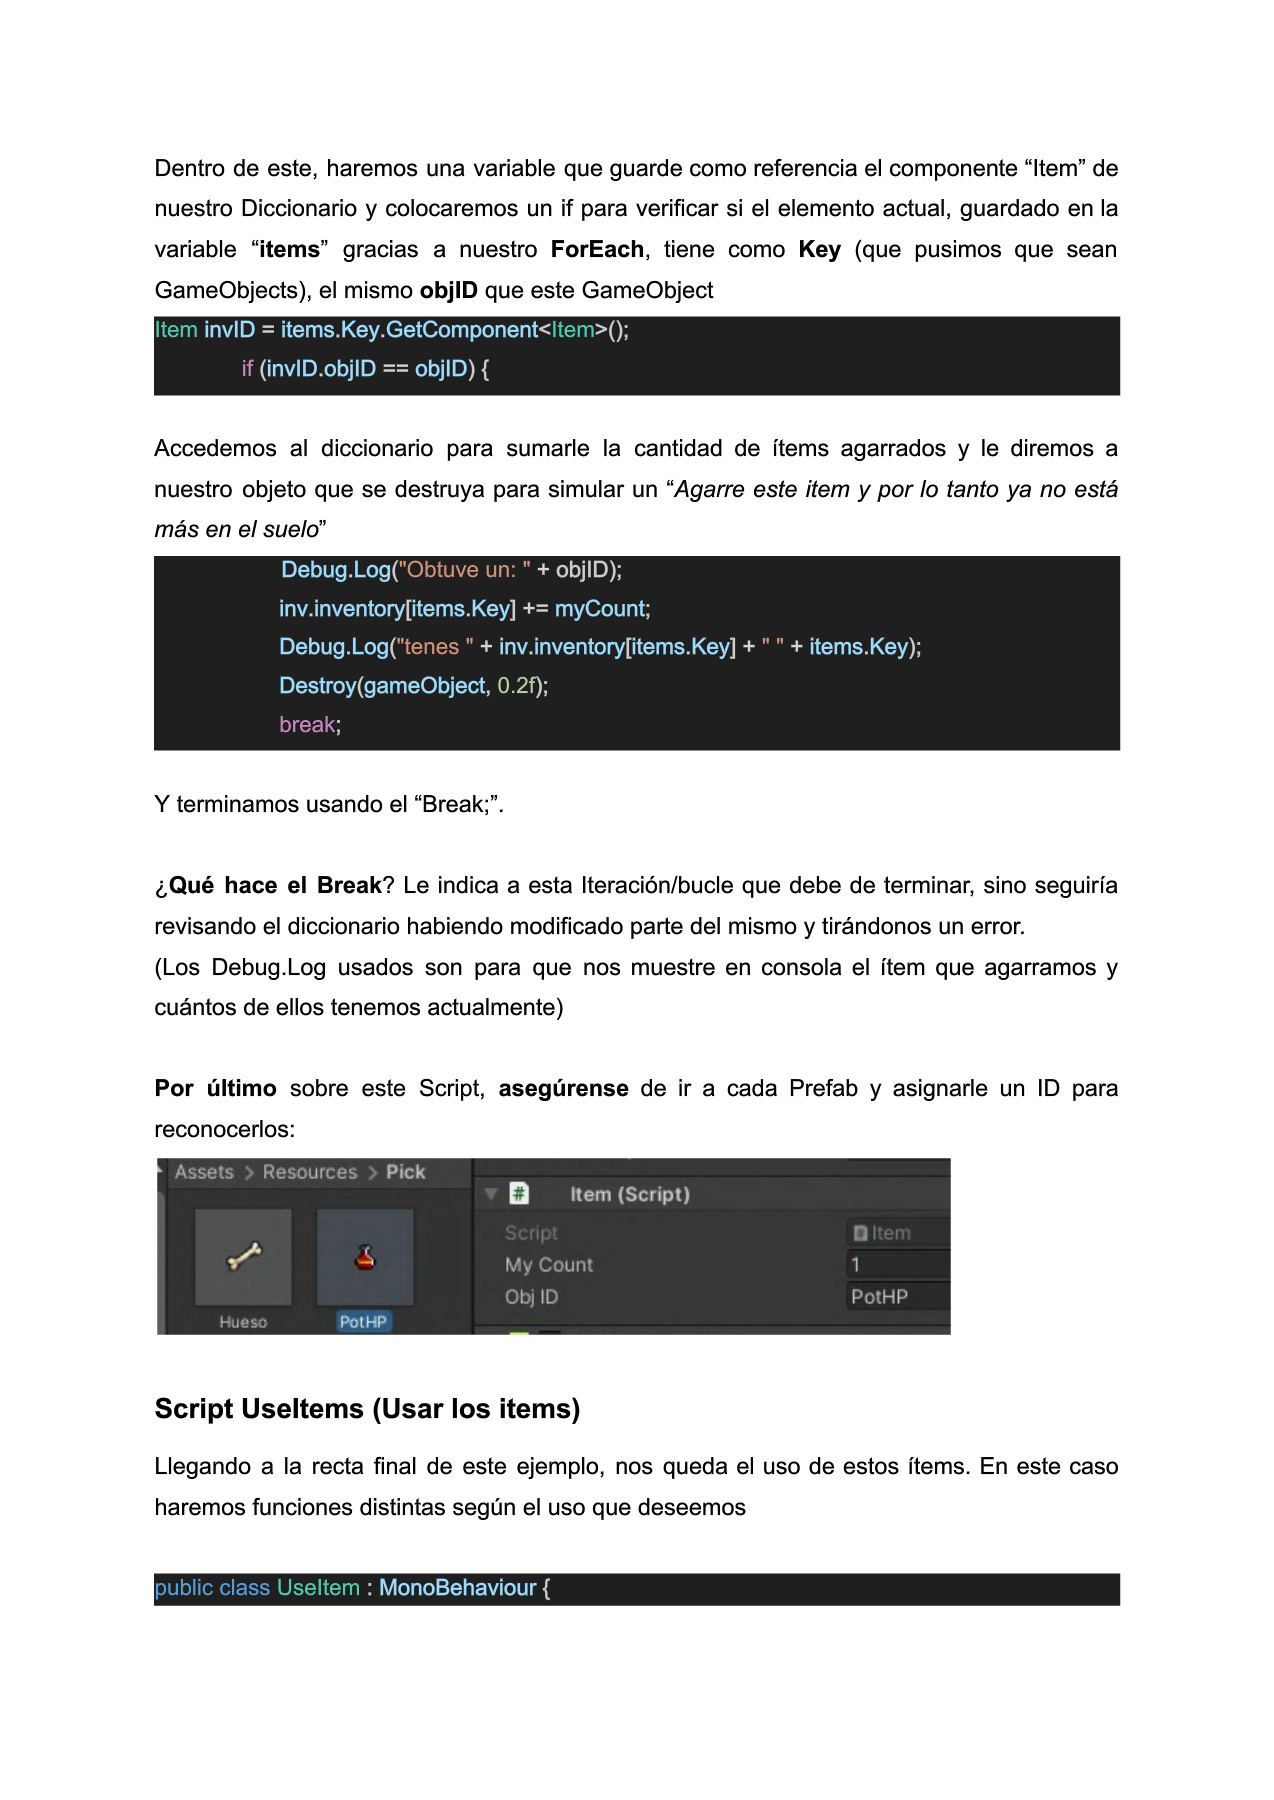 Dentro de este, haremos una variable que guarde como referencia el componente “Item” de
nuestro Diccionario y colocaremos un if para verificar si el elemento actual, guardado en la
variable “items” gracias a nuestro ForEach, tiene como Key (que pusimos que sean
GameObjects), el mismo objID que este GameObject
Item invID = items.Key.GetComponent<Item>();
if (invID.objID == objID) {
Accedemos al diccionario para sumarle la cantidad de ítems agarrados y le diremos a
nuestro objeto que se destruya para simular un “Agarre este item y por lo tanto ya no está
más en el suelo”
Debug.Log("Obtuve un: " + objID);
inv.inventory[items.Key] += myCount;
Debug.Log("tenes " + inv.inventory[items.Key] + " " + items.Key);
Destroy(gameObject, 0.2f);
break;
Y terminamos usando el “Break;”.
¿Qué hace el Break? Le indica a esta Iteración/bucle que debe de terminar, sino seguiría
revisando el diccionario habiendo modificado parte del mismo y tirándonos un error.
(Los Debug.Log usados son para que nos muestre en consola el ítem que agarramos y
cuántos de ellos tenemos actualmente)
Por último sobre este Script, asegúrense de ir a cada Prefab y asignarle un ID para
reconocerlos:
Assets > Resources > Pick
Item (Script)
Script Item
My Count 1
Obj ID PotHP
Hueso PotHP
Script UseItems (Usar los items)
Llegando a la recta final de este ejemplo, nos queda el uso de estos ítems. En este caso
haremos funciones distintas según el uso que deseemos
public class UseItem : MonoBehaviour {